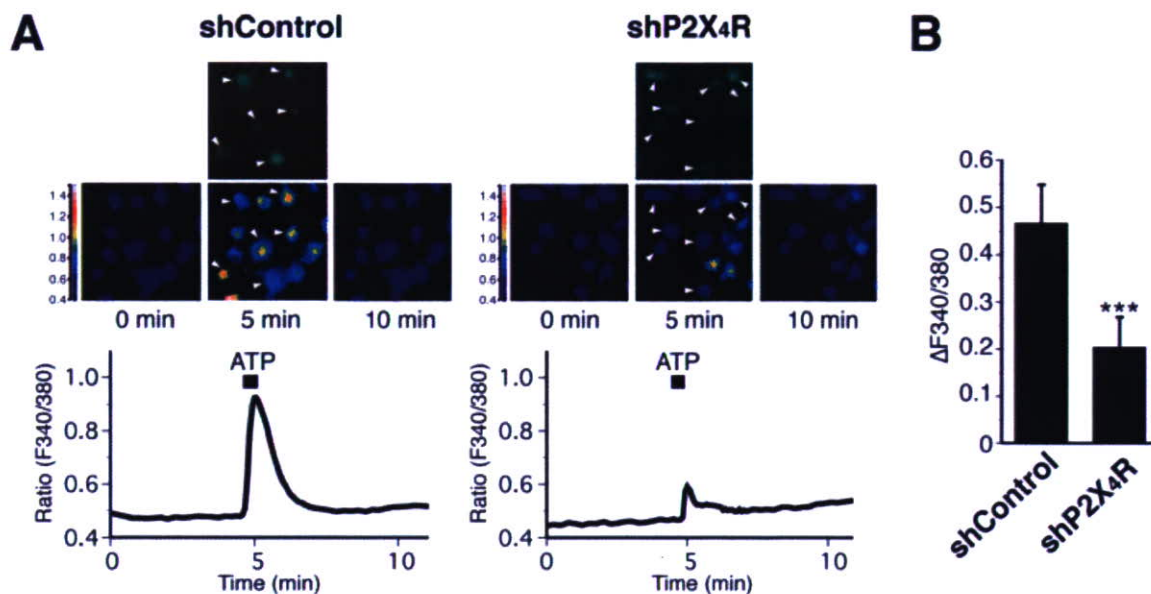 A
shControl
shP2X4R
1.4
1.2
1.0
0.8
0.6
0.4
0 min
5 min
10 min
1.4
1.2
1.0
0.8
0.6
0.4
0 min
5 min
10 min
Ratio (F340/380)
1.0
0.8
0.6
0.4
ATP
0
5
10
Time (min)
Ratio (F340/380)
1.0
0.8
0.6
0.4
ATP
0
5
10
Time (min)
B
ΔF340/380
0.6
0.5
0.4
0.3
0.2
0.1
0
***
shControl
shP2X4R